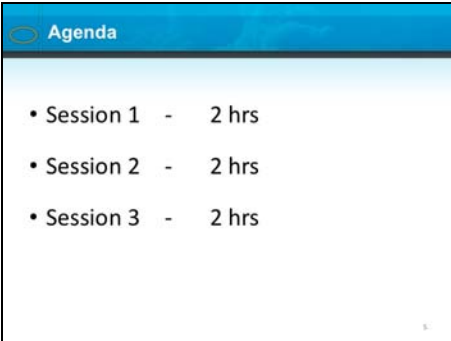 Agenda
• Session 1 - 2 hrs
• Session 2 - 2 hrs
• Session 3 - 2 hrs